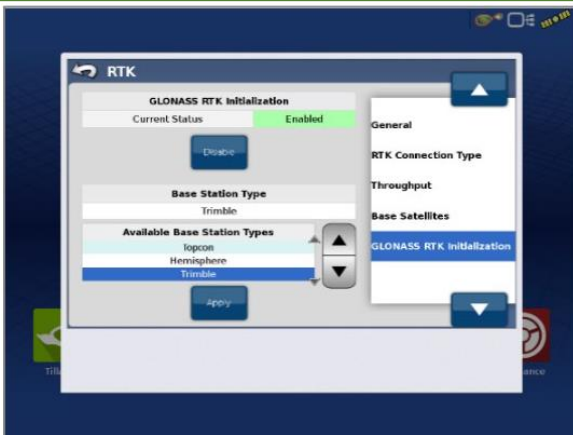 RTK
GLONASS RTK Initialization
Current Status Enabled
Disable
Base Station Type
Trimble
Available Base Station Types
Topcon
Hemisphere
Trimble
Apply
General
RTK Connection Type
Throughput
Base Satellites
GLONASS RTK Initialization